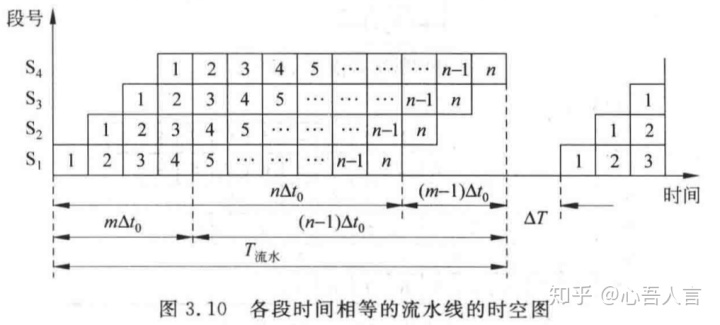 段号
S₄ 1 2 3 4 5 … … … … n–1 n
S₃ 1 2 3 4 5 … … … n–1 n 1
S₂ 1 2 3 4 5 … … … n–1 n 1 2
S₁ 1 2 3 4 5 … … … n–1 n 1 2 3
时间
nΔt₀ (m–1)Δt₀
mΔt₀ (n–1)Δt₀ ΔT
T流水
图 3.10 各段时间相等的流水线的时空图
知乎 @心吾人言